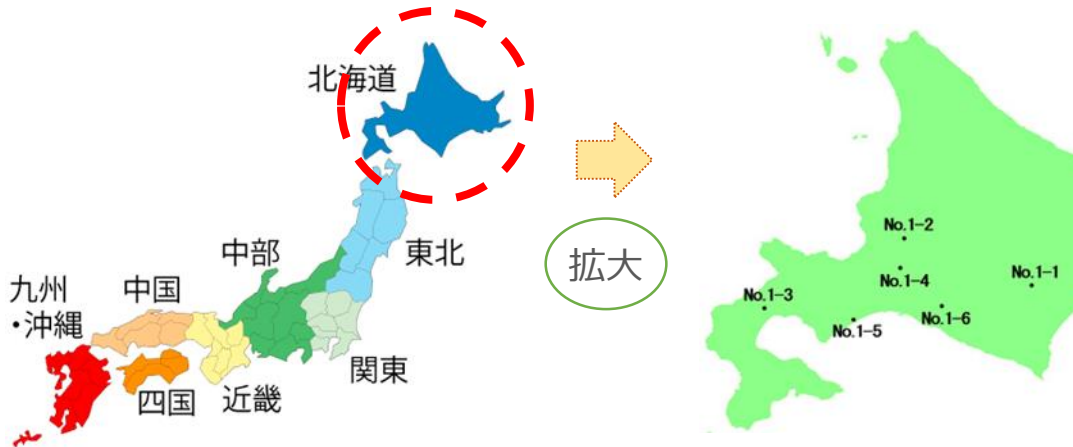 北海道
中部
東北
九州
・沖縄
中国
関東
四国
近畿
拡大
No.1-2
No.1-1
No.1-4
No.1-3
No.1-6
No.1-5